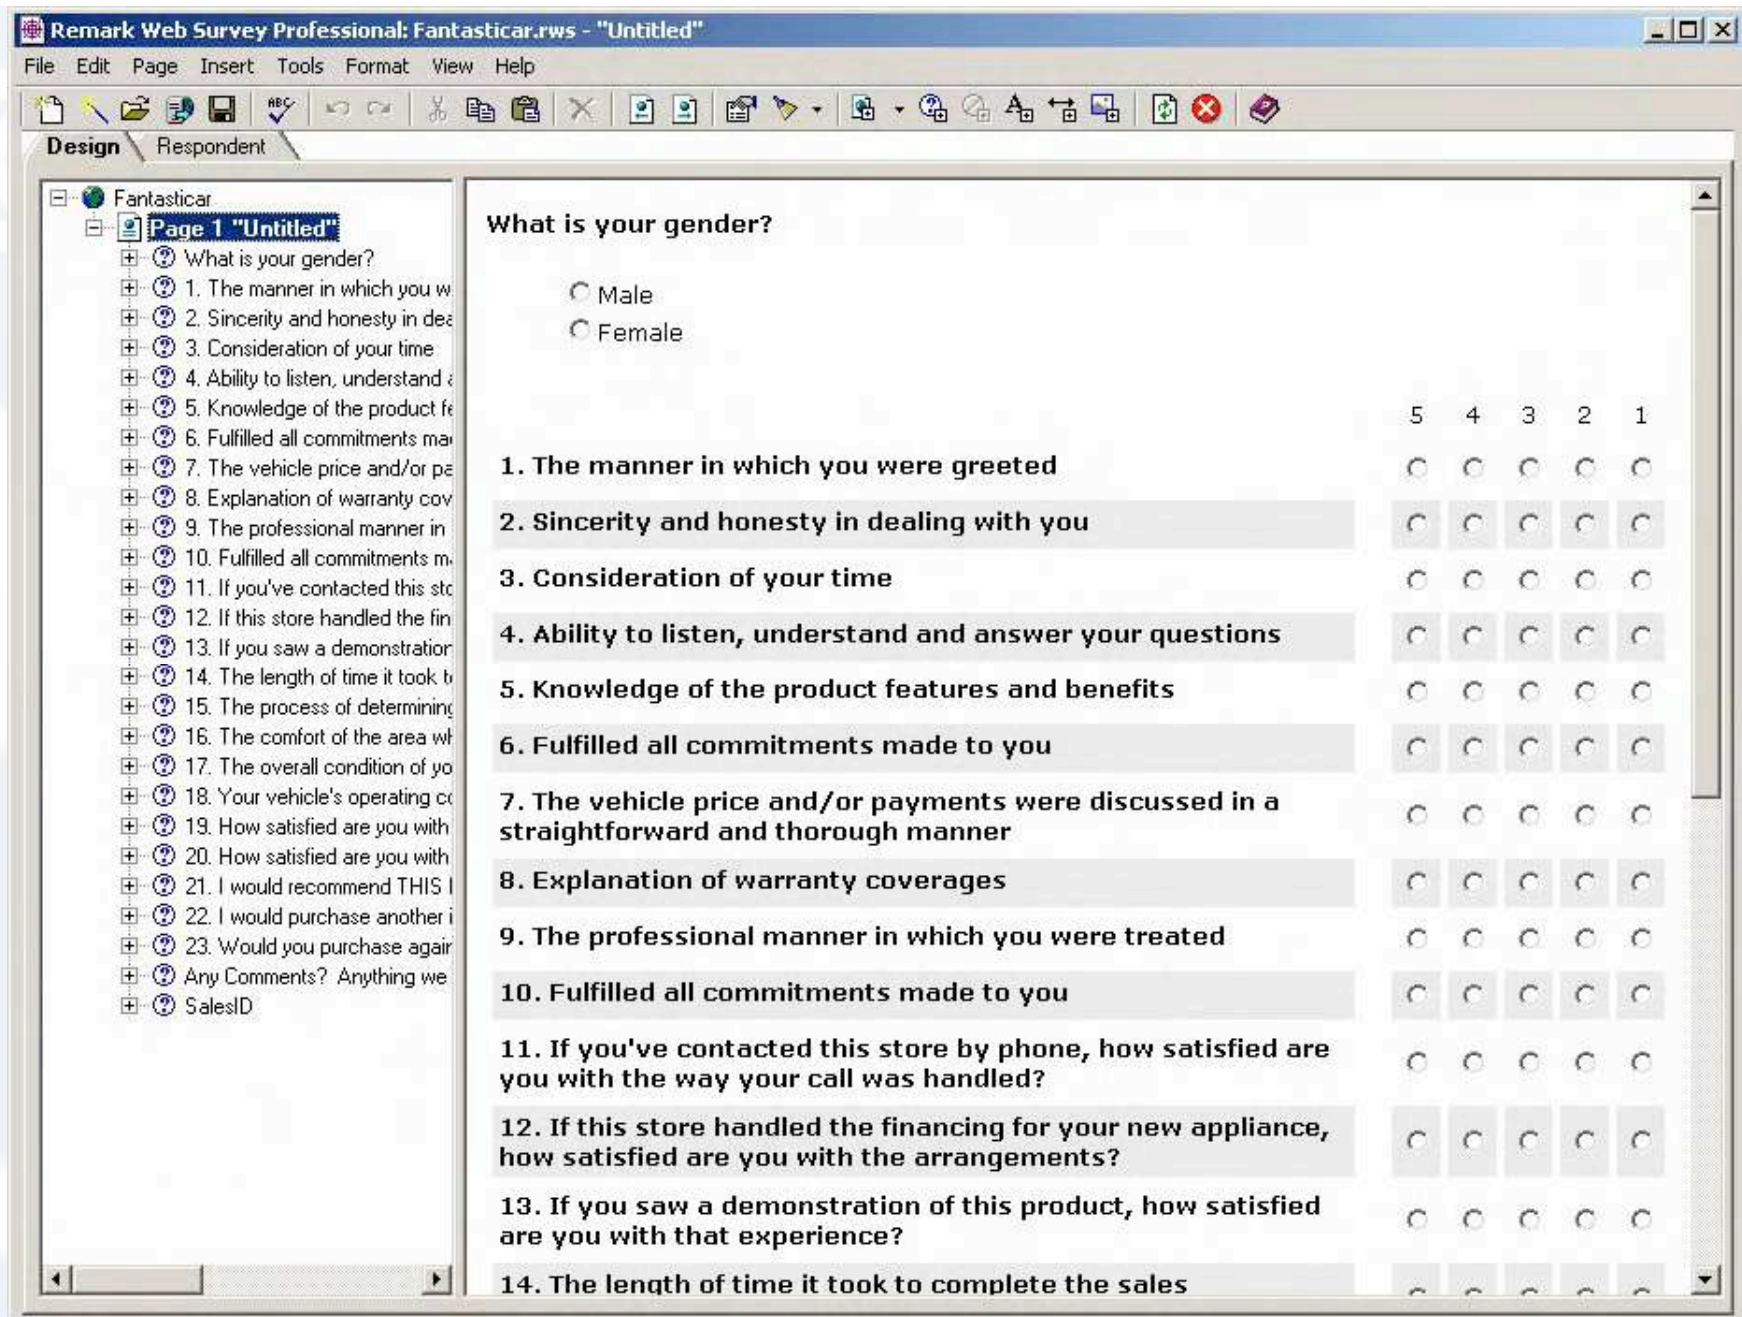 Remark Web Survey Professional: Fantasticar.rws - "Untitled"
File Edit Page Insert Tools Format View Help
ABC
Design Respondent
Fantasticar
Page 1 "Untitled"
What is your gender?
1. The manner in which you w
2. Sincerity and honesty in dea
3. Consideration of your time
4. Ability to listen, understand a
5. Knowledge of the product fe
6. Fulfilled all commitments ma
7. The vehicle price and/or pa
8. Explanation of warranty cov
9. The professional manner in
10. Fulfilled all commitments m
11. If you've contacted this sto
12. If this store handled the fin
13. If you saw a demonstration
14. The length of time it took t
15. The process of determining
16. The comfort of the area wh
17. The overall condition of yo
18. Your vehicle's operating co
19. How satisfied are you with
20. How satisfied are you with
21. I would recommend THIS I
22. I would purchase another i
23. Would you purchase again
Any Comments? Anything we
SalesID
What is your gender?
Male
Female
5 4 3 2 1
1. The manner in which you were greeted
2. Sincerity and honesty in dealing with you
3. Consideration of your time
4. Ability to listen, understand and answer your questions
5. Knowledge of the product features and benefits
6. Fulfilled all commitments made to you
7. The vehicle price and/or payments were discussed in a
straightforward and thorough manner
8. Explanation of warranty coverages
9. The professional manner in which you were treated
10. Fulfilled all commitments made to you
11. If you've contacted this store by phone, how satisfied are
you with the way your call was handled?
12. If this store handled the financing for your new appliance,
how satisfied are you with the arrangements?
13. If you saw a demonstration of this product, how satisfied
are you with that experience?
14. The length of time it took to complete the sales